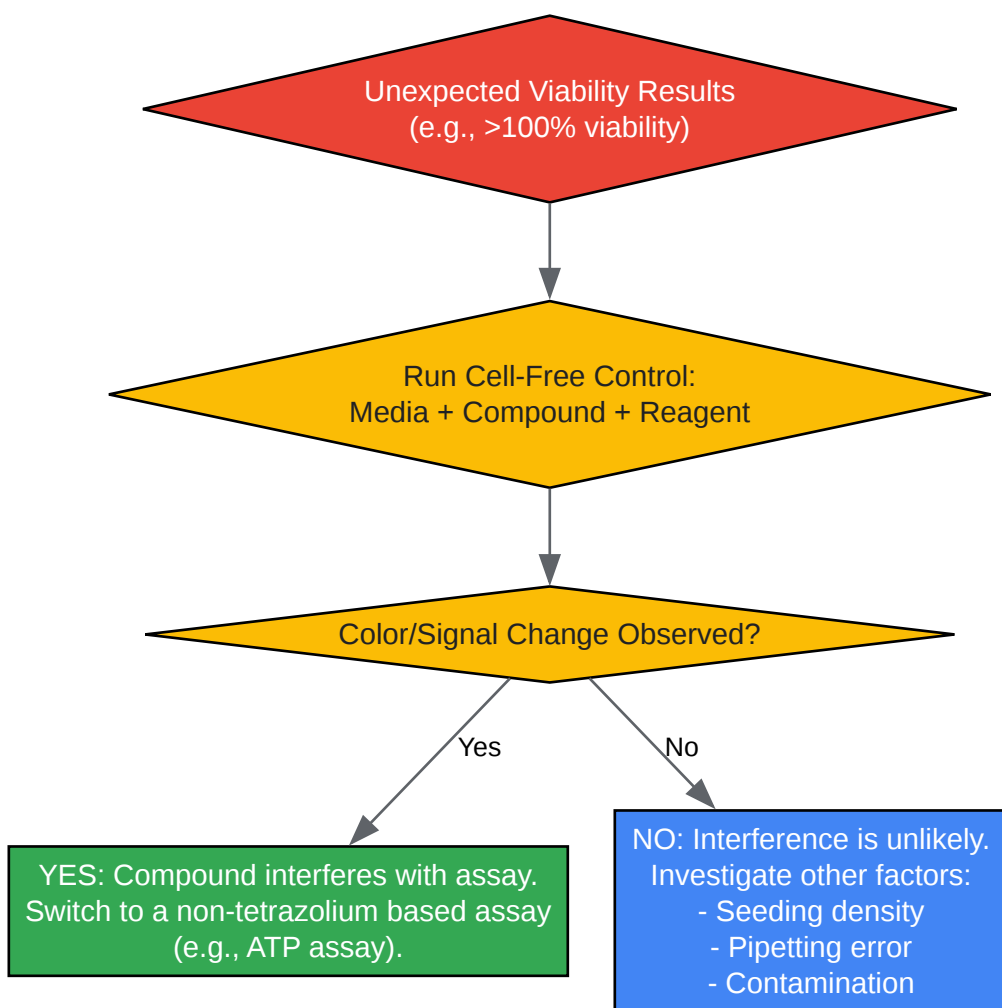 Unexpected Viability Results
(e.g., >100% viability)
Run Cell-Free Control:
Media + Compound + Reagent
Color/Signal Change Observed?
Yes
No
YES: Compound interferes with assay.
Switch to a non-tetrazolium based assay
(e.g., ATP assay).
NO: Interference is unlikely.
Investigate other factors:
- Seeding density
- Pipetting error
- Contamination